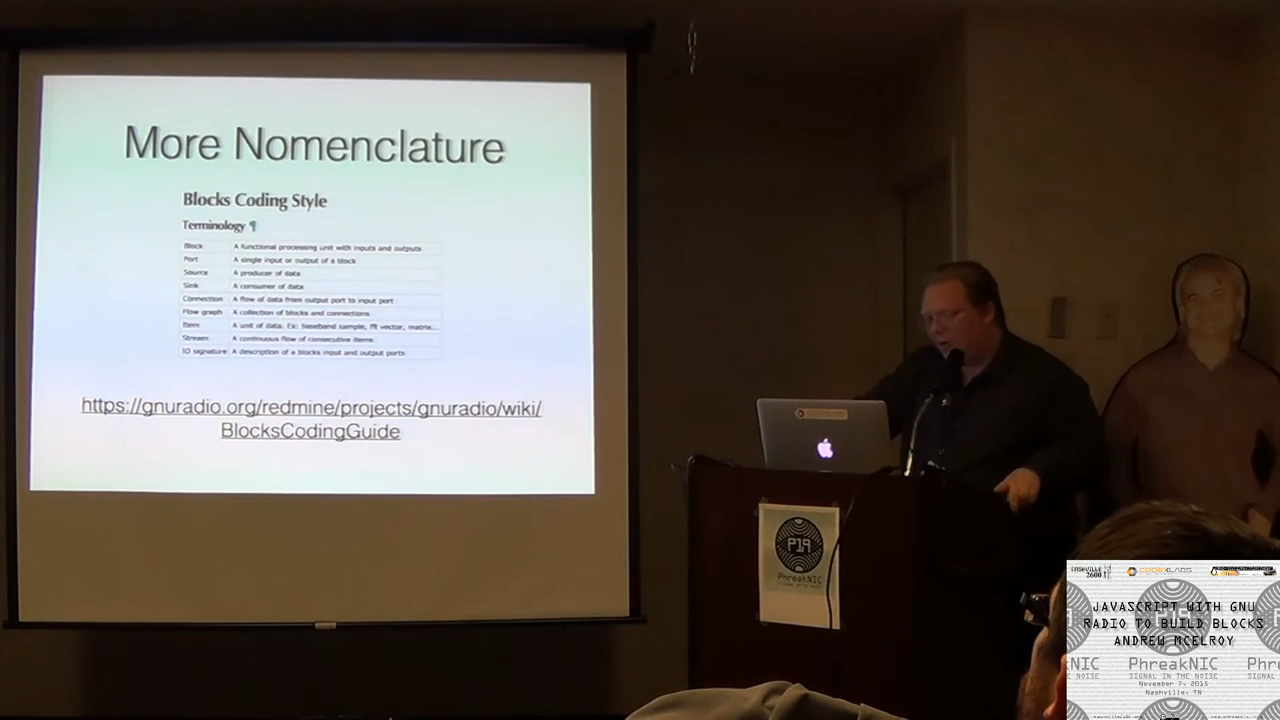 More Nomenclature
Blocks Coding Style
Terminology ¶
Block A functional processing unit with inputs and outputs
Port A single input or output of a block
Source A producer of data
Sink A consumer of data
Connection A flow of data from output port to input port
Flow graph A collection of blocks and connections
Item A unit of data. Ex: baseband sample, fft vector, matrix...
Stream A continuous flow of consecutive items
IO signature A description of a blocks input and output ports
https://gnuradio.org/redmine/projects/gnuradio/wiki/
BlocksCodingGuide
P19
PhreakNIC
NASHVILLE
2600
CODEXLABS
JAVASCRIPT WITH GNU
RADIO TO BUILD BLOCKS
ANDREW MCELROY
PhreakNIC
SIGNAL IN THE NOISE
November 7, 2015
Nashville, TN